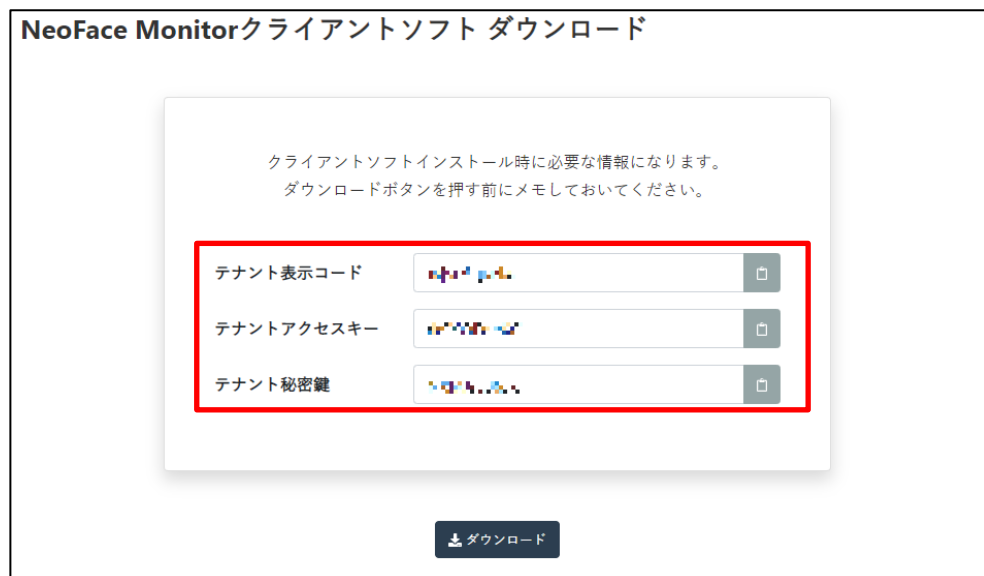 NeoFace Monitorクライアントソフト ダウンロード
クライアントソフトインストール時に必要な情報になります。
ダウンロードボタンを押す前にメモしておいてください。
テナント表示コード
テナントアクセスキー
テナント秘密鍵
ダウンロード